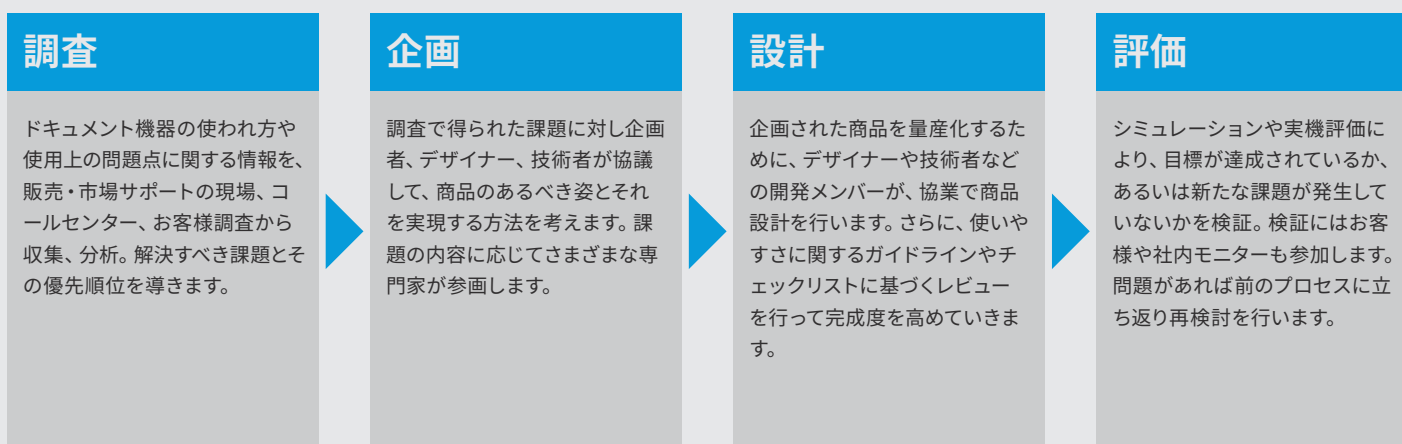 調査
ドキュメント機器の使われ方や
使用上の問題点に関する情報を、
販売・市場サポートの現場、コ
ールセンター、お客様調査から
収集、分析。解決すべき課題とそ
の優先順位を導きます。
企画
調査で得られた課題に対し企画
者、デザイナー、技術者が協議
して、商品のあるべき姿とそれ
を実現する方法を考えます。課
題の内容に応じてさまざまな専
門家が参画します。
設計
企画された商品を量産化するた
めに、デザイナーや技術者など
の開発メンバーが、協業で商品
設計を行います。さらに、使いや
すさに関するガイドラインやチ
ェックリストに基づくレビュー
を行って完成度を高めていきま
す。
評価
シミュレーションや実機評価に
より、目標が達成されているか、
あるいは新たな課題が発生して
いないかを検証。検証にはお客
様や社内モニターも参加します。
問題があれば前のプロセスに立
ち返り再検討を行います。